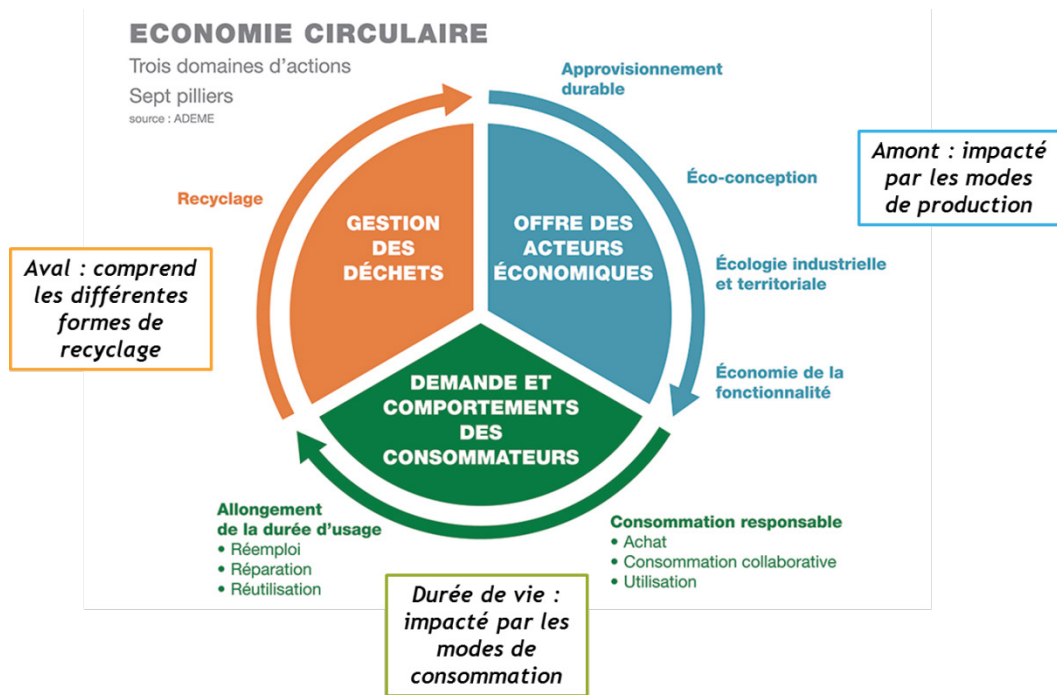 ECONOMIE CIRCULAIRE
Trois domaines d'actions
Sept pilliers
source : ADEME
Approvisionnement
durable
Éco-conception
Écologie industrielle
et territoriale
Économie de la
fonctionnalité
Amont : impacté
par les modes
de production
Recyclage
GESTION
DES
DÉCHETS
OFFRE DES
ACTEURS
ÉCONOMIQUES
Aval : comprend
les différentes
formes de
recyclage
DEMANDE ET
COMPORTEMENTS
DES
CONSOMMATEURS
Allongement
de la durée d'usage
• Réemploi
• Réparation
• Réutilisation
Consommation responsable
• Achat
• Consommation collaborative
• Utilisation
Durée de vie :
impacté par les
modes de
consommation